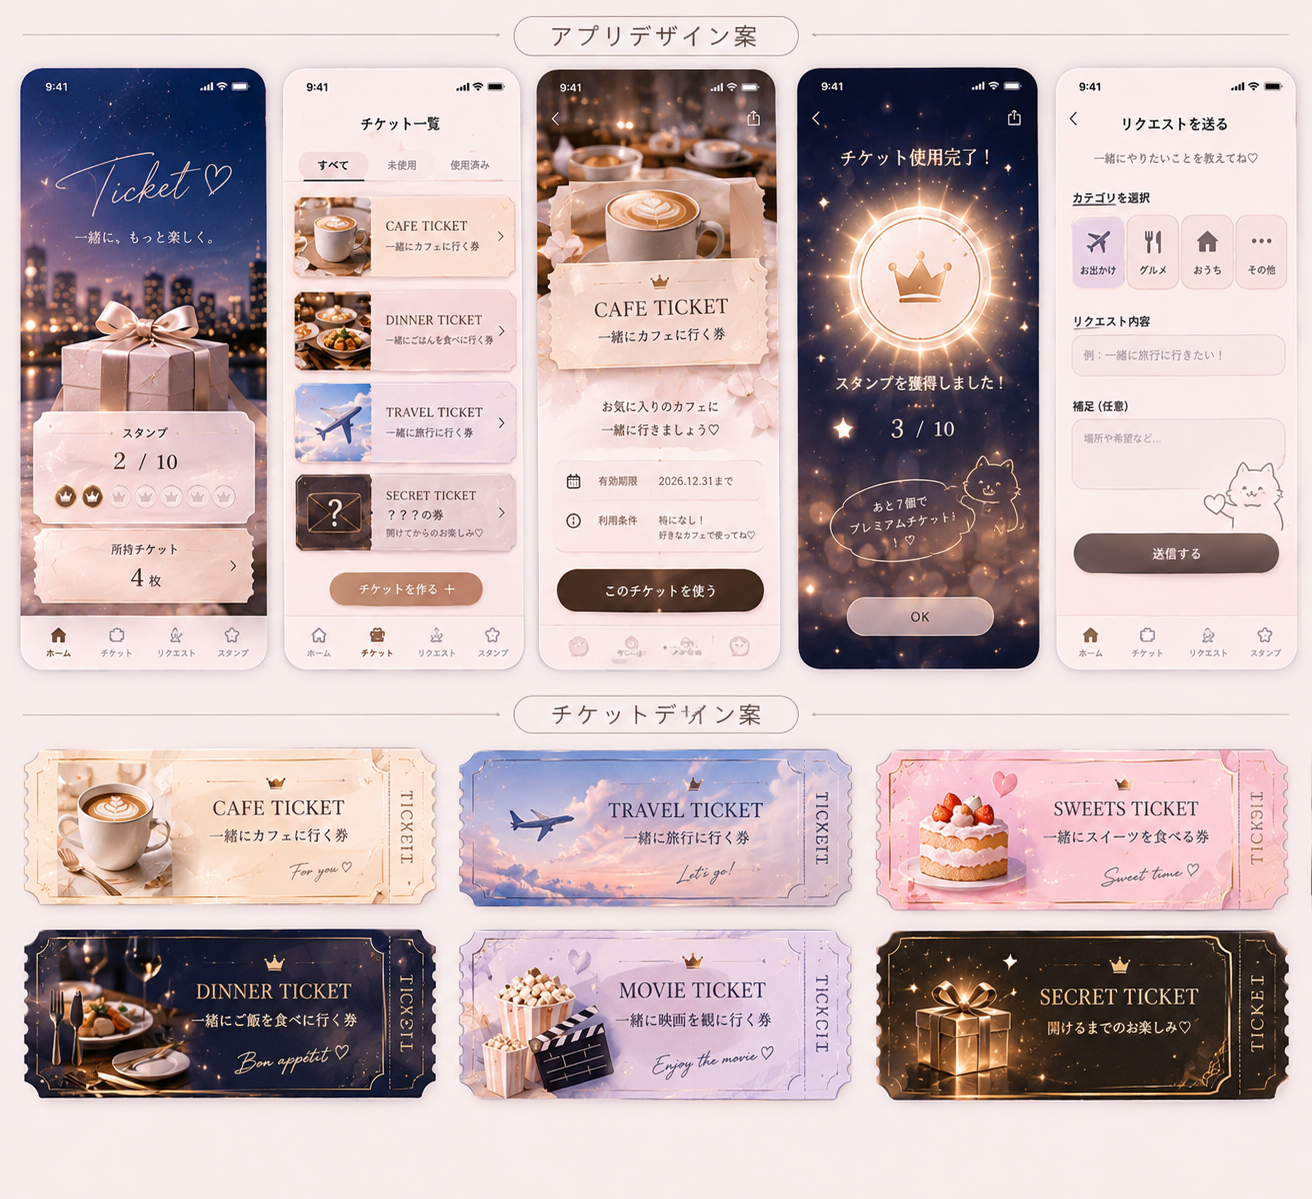 アプリデザイン案
9:41
Ticket♡
一緒に。もっと楽しく。
スタンプ
2 / 10
所持チケット
4 枚
ホーム
チケット
リクエスト
スタンプ
9:41
チケット一覧
すべて
未使用
使用済み
CAFE TICKET
一緒にカフェに行く券
DINNER TICKET
一緒にごはんを食べに行く券
TRAVEL TICKET
一緒に旅行に行く券
?
SECRET TICKET
???の券
開けてからのお楽しみ♡
チケットを作る +
ホーム
チケット
リクエスト
スタンプ
9:41
CAFE TICKET
一緒にカフェに行く券
お気に入りのカフェに
一緒に行きましょう♡
有効期限 2026.12.31まで
利用条件 特になし!
好きなカフェで使ってね♡
このチケットを使う
9:41
チケット使用完了!
スタンプを獲得しました!
3 / 10
あと7個で
プレミアムチケット!
! ♡
OK
9:41
リクエストを送る
一緒にやりたいことを教えてね♡
カテゴリを選択
お出かけ
グルメ
おうち
その他
リクエスト内容
例:一緒に旅行に行きたい!
補足 (任意)
場所や希望など...
送信する
ホーム
チケット
リクエスト
スタンプ
チケットデザイン案
CAFE TICKET
一緒にカフェに行く券
For you ♡
TRAVEL TICKET
一緒に旅行に行く券
Let's go!
SWEETS TICKET
一緒にスイーツを食べる券
Sweet time ♡
DINNER TICKET
一緒にご飯を食べに行く券
Bon appétit ♡
MOVIE TICKET
一緒に映画を観に行く券
Enjoy the movie ♡
SECRET TICKET
開けるまでのお楽しみ♡
TICKET